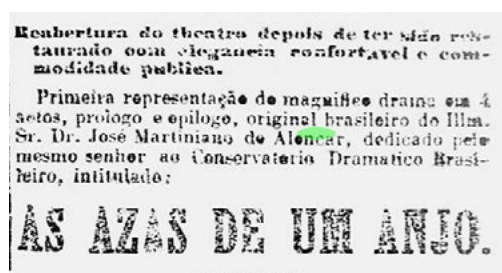 Reabertura do theatro depois de ter sido res-
taurado com elegancia confortavel e com-
modidade publica.
Primeira representação do magnifico drama em 4
actos, prologo e epilogo, original brasileiro do Illm.
Sr. Dr. José Martiniano de Alencar, dedicado pelo
mesmo senhor ao Conservatorio Dramatico Brasi-
leiro, intitulado:
AS AZAS DE UM ANJO.